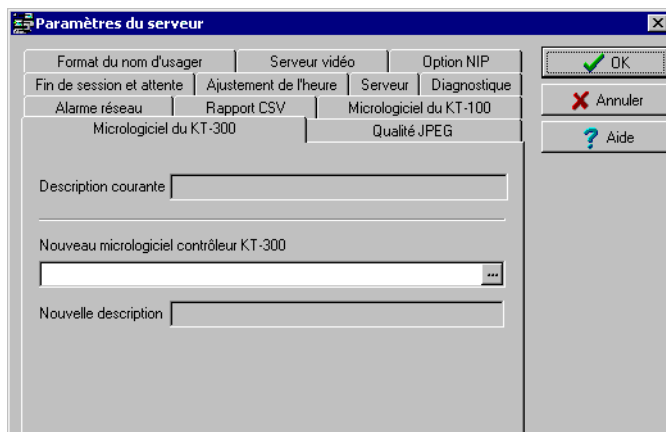 Paramètres du serveur
Format du nom d'usager
Serveur vidéo
Option NIP
Fin de session et attente
Ajustement de l'heure
Serveur
Diagnostique
Alarme réseau
Rapport CSV
Micrologiciel du KT-100
Micrologiciel du KT-300
Qualité JPEG
OK
Annuler
Aide
Description courante
Nouveau micrologiciel contrôleur KT-300
...
Nouvelle description